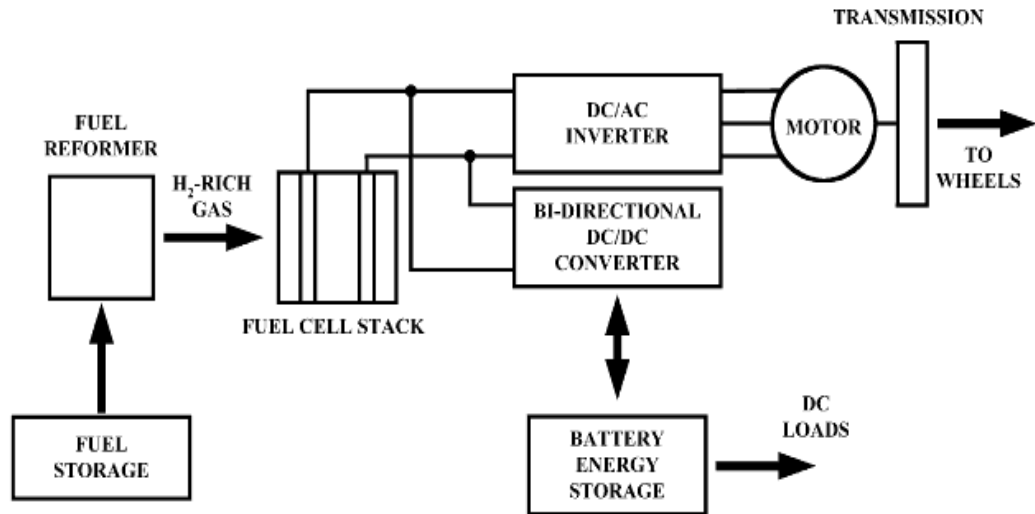 TRANSMISSION
FUEL
REFORMER
H₂-RICH
GAS
DC/AC
INVERTER
MOTOR
TO
WHEELS
BI-DIRECTIONAL
DC/DC
CONVERTER
FUEL CELL STACK
FUEL
STORAGE
BATTERY
ENERGY
STORAGE
DC
LOADS